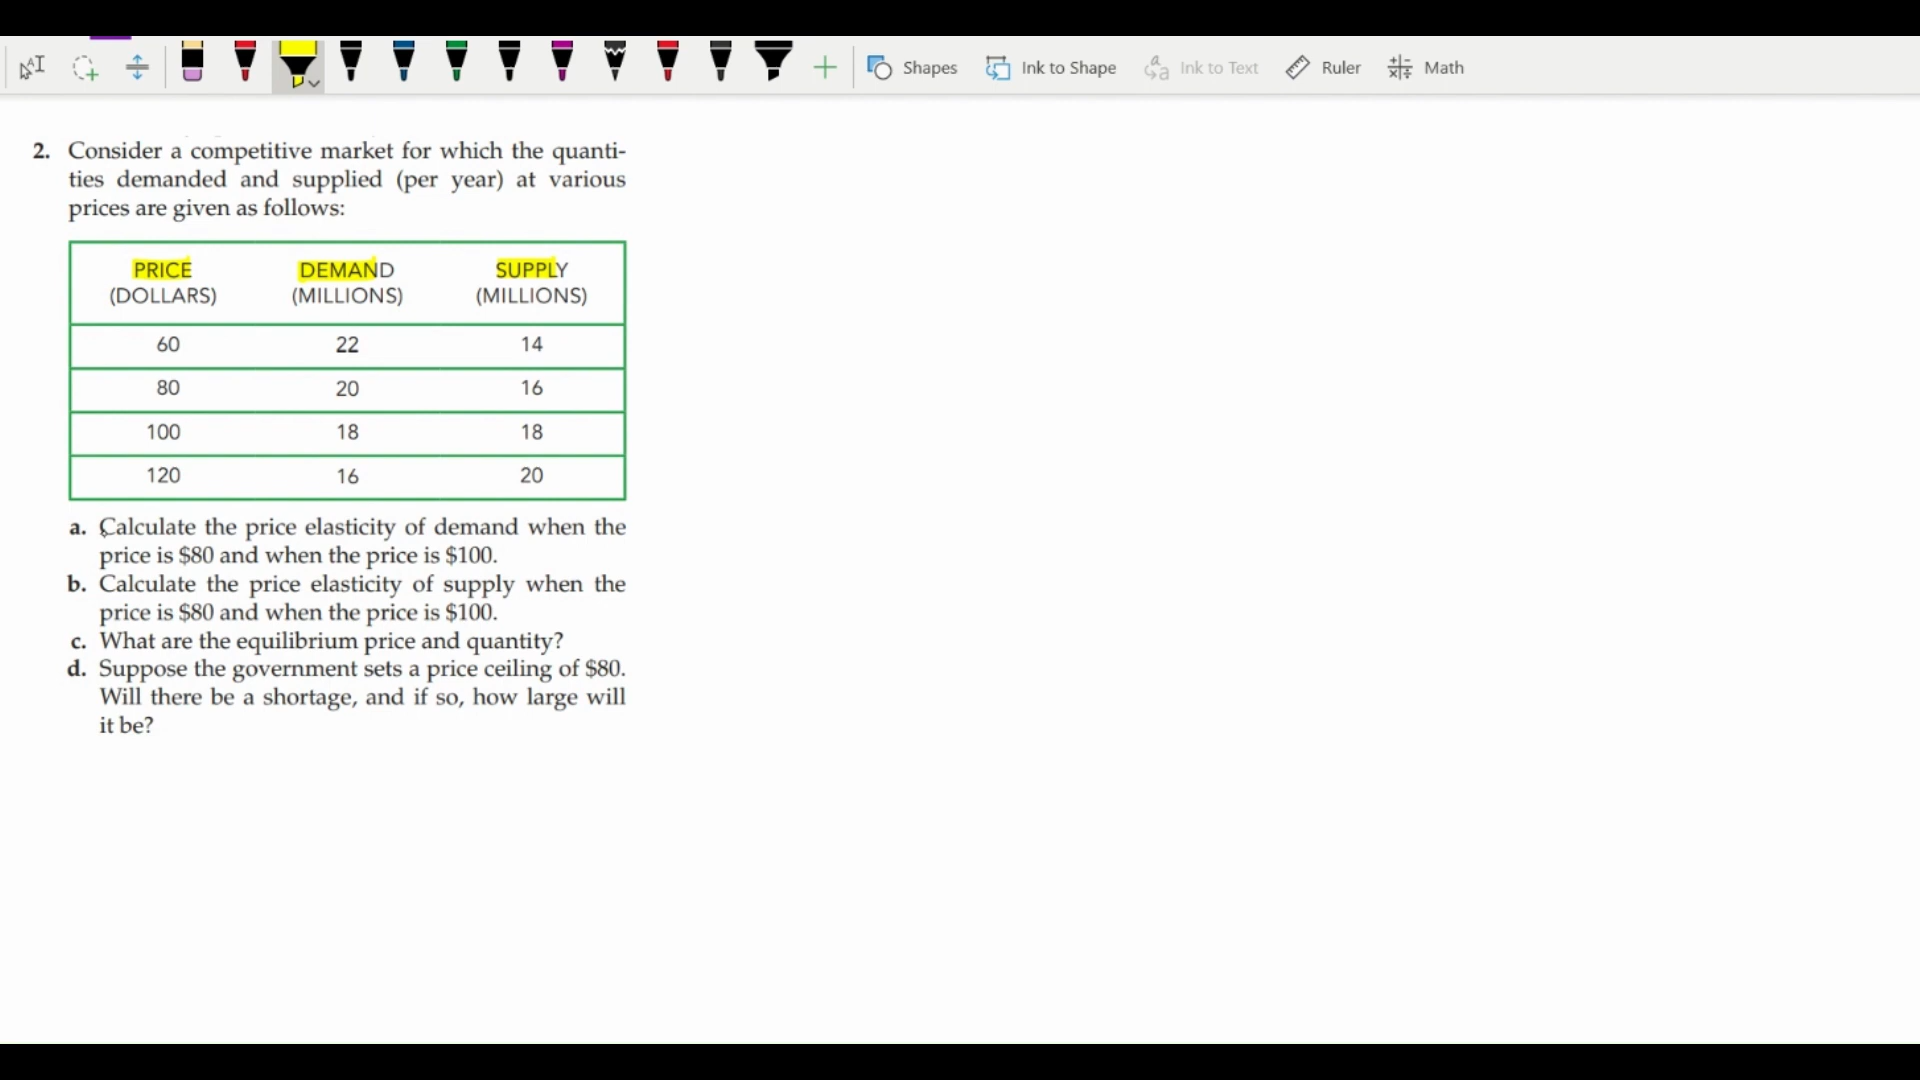 Shapes Ink to Shape Ink to Text Ruler Math
2. Consider a competitive market for which the quanti-
ties demanded and supplied (per year) at various
prices are given as follows:
PRICE DEMAND SUPPLY
(DOLLARS) (MILLIONS) (MILLIONS)
60 22 14
80 20 16
100 18 18
120 16 20
a. Calculate the price elasticity of demand when the
price is $80 and when the price is $100.
b. Calculate the price elasticity of supply when the
price is $80 and when the price is $100.
c. What are the equilibrium price and quantity?
d. Suppose the government sets a price ceiling of $80.
Will there be a shortage, and if so, how large will
it be?